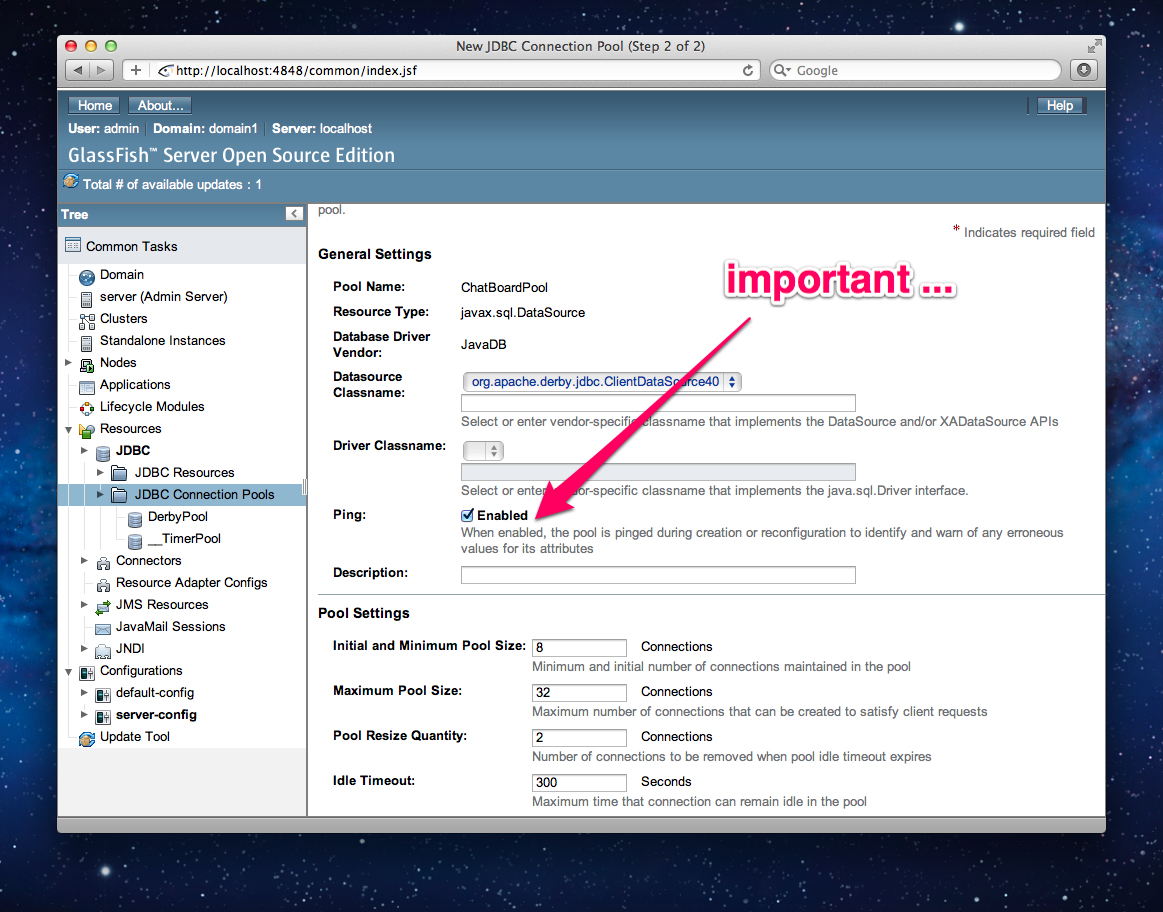 New JDBC Connection Pool (Step 2 of 2)
http://localhost:4848/common/index.jsf
Google
Home About... Help
User: admin Domain: domain1 Server: localhost
GlassFish™ Server Open Source Edition
Total # of available updates : 1
Tree
Common Tasks
Domain
server (Admin Server)
Clusters
Standalone Instances
Nodes
Applications
Lifecycle Modules
Resources
JDBC
JDBC Resources
JDBC Connection Pools
DerbyPool
__TimerPool
Connectors
Resource Adapter Configs
JMS Resources
JavaMail Sessions
JNDI
Configurations
default-config
server-config
Update Tool
pool.
* Indicates required field
General Settings
important ...
Pool Name: ChatBoardPool
Resource Type: javax.sql.DataSource
Database Driver
Vendor: JavaDB
Datasource
Classname: org.apache.derby.jdbc.ClientDataSource40
Select or enter vendor-specific classname that implements the DataSource and/or XADataSource APIs
Driver Classname:
Select or enter vendor-specific classname that implements the java.sql.Driver interface.
Ping: Enabled
When enabled, the pool is pinged during creation or reconfiguration to identify and warn of any erroneous
values for its attributes
Description:
Pool Settings
Initial and Minimum Pool Size: 8 Connections
Minimum and initial number of connections maintained in the pool
Maximum Pool Size: 32 Connections
Maximum number of connections that can be created to satisfy client requests
Pool Resize Quantity: 2 Connections
Number of connections to be removed when pool idle timeout expires
Idle Timeout: 300 Seconds
Maximum time that connection can remain idle in the pool